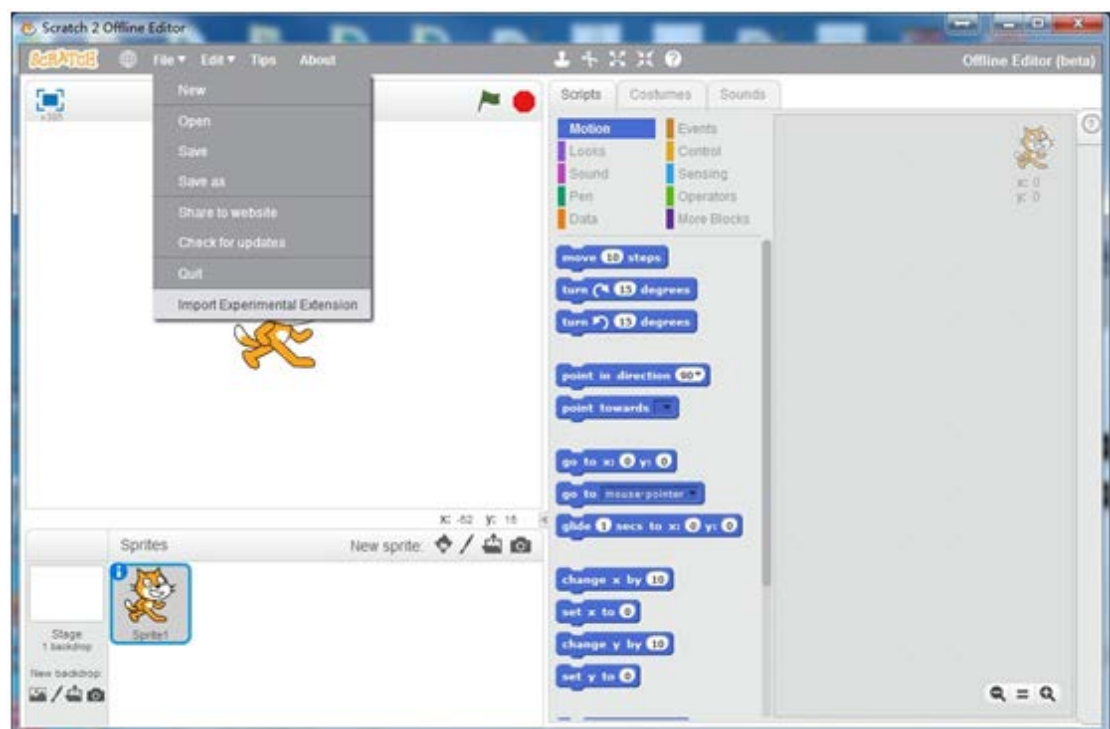 Scratch 2 Offline Editor
SCRATCH File Edit Tips About Offline Editor (beta)
New
Open
Save
Save as
Share to website
Check for updates
Quit
Import Experimental Extension
Scripts Costumes Sounds
Motion Events
Looks Control
Sound Sensing
Pen Operators
Data More Blocks
x: 0
y: 0
move 10 steps
turn 15 degrees
turn 15 degrees
point in direction 90
point towards
go to x: 0 y: 0
go to mouse-pointer
glide 1 secs to x: 0 y: 0
change x by 10
set x to 0
change y by 10
set y to 0
Sprites New sprite:
Sprite1
Stage
1 backdrop
New backdrop: